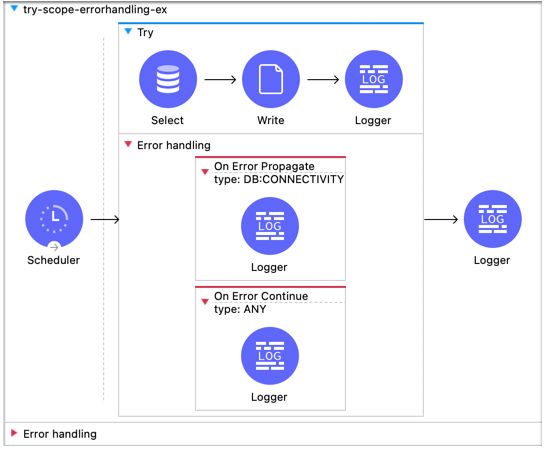 try-scope-errorhandling-ex
Try
LOG
Select
Write
Logger
Error handling
On Error Propagate
type: DB:CONNECTIVITY
LOG
Logger
Scheduler
LOG
Logger
On Error Continue
type: ANY
LOG
Logger
Error handling